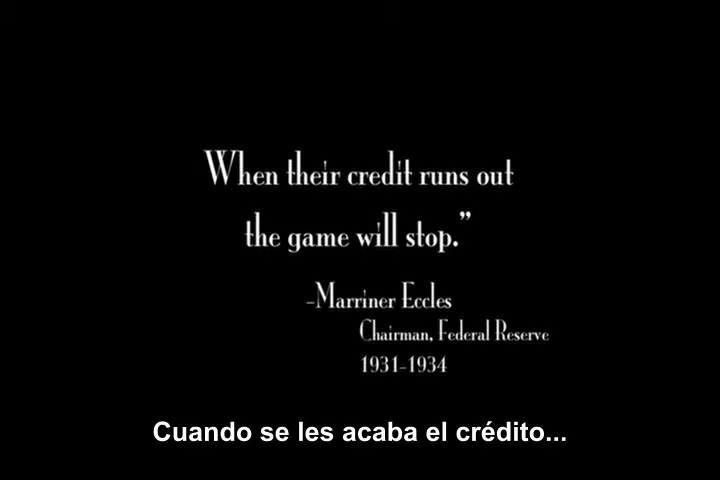 When their credit runs out
the game will stop.”
-Marriner Eccles
Chairman, Federal Reserve
1931-1934
Cuando se les acaba el crédito...